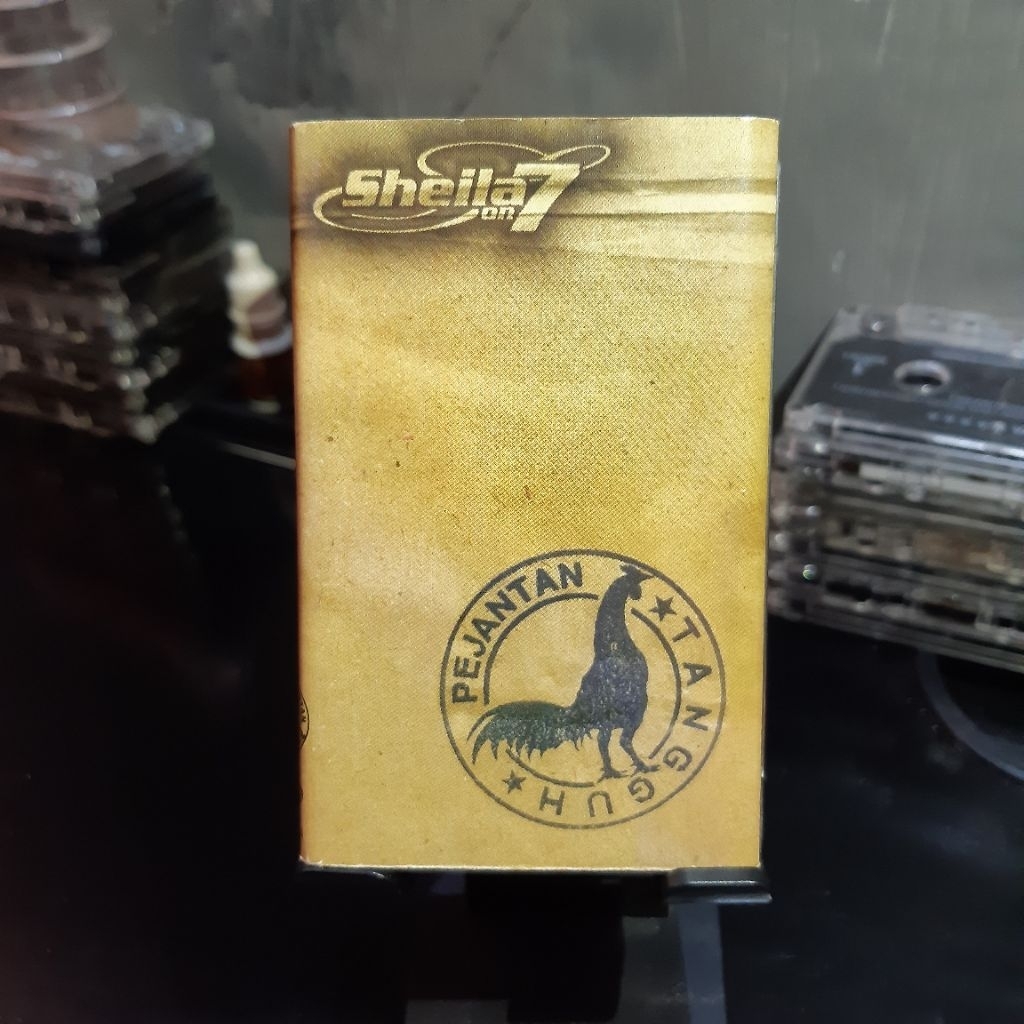 Sheila
on 7
PEJANTAN
TANGGUH